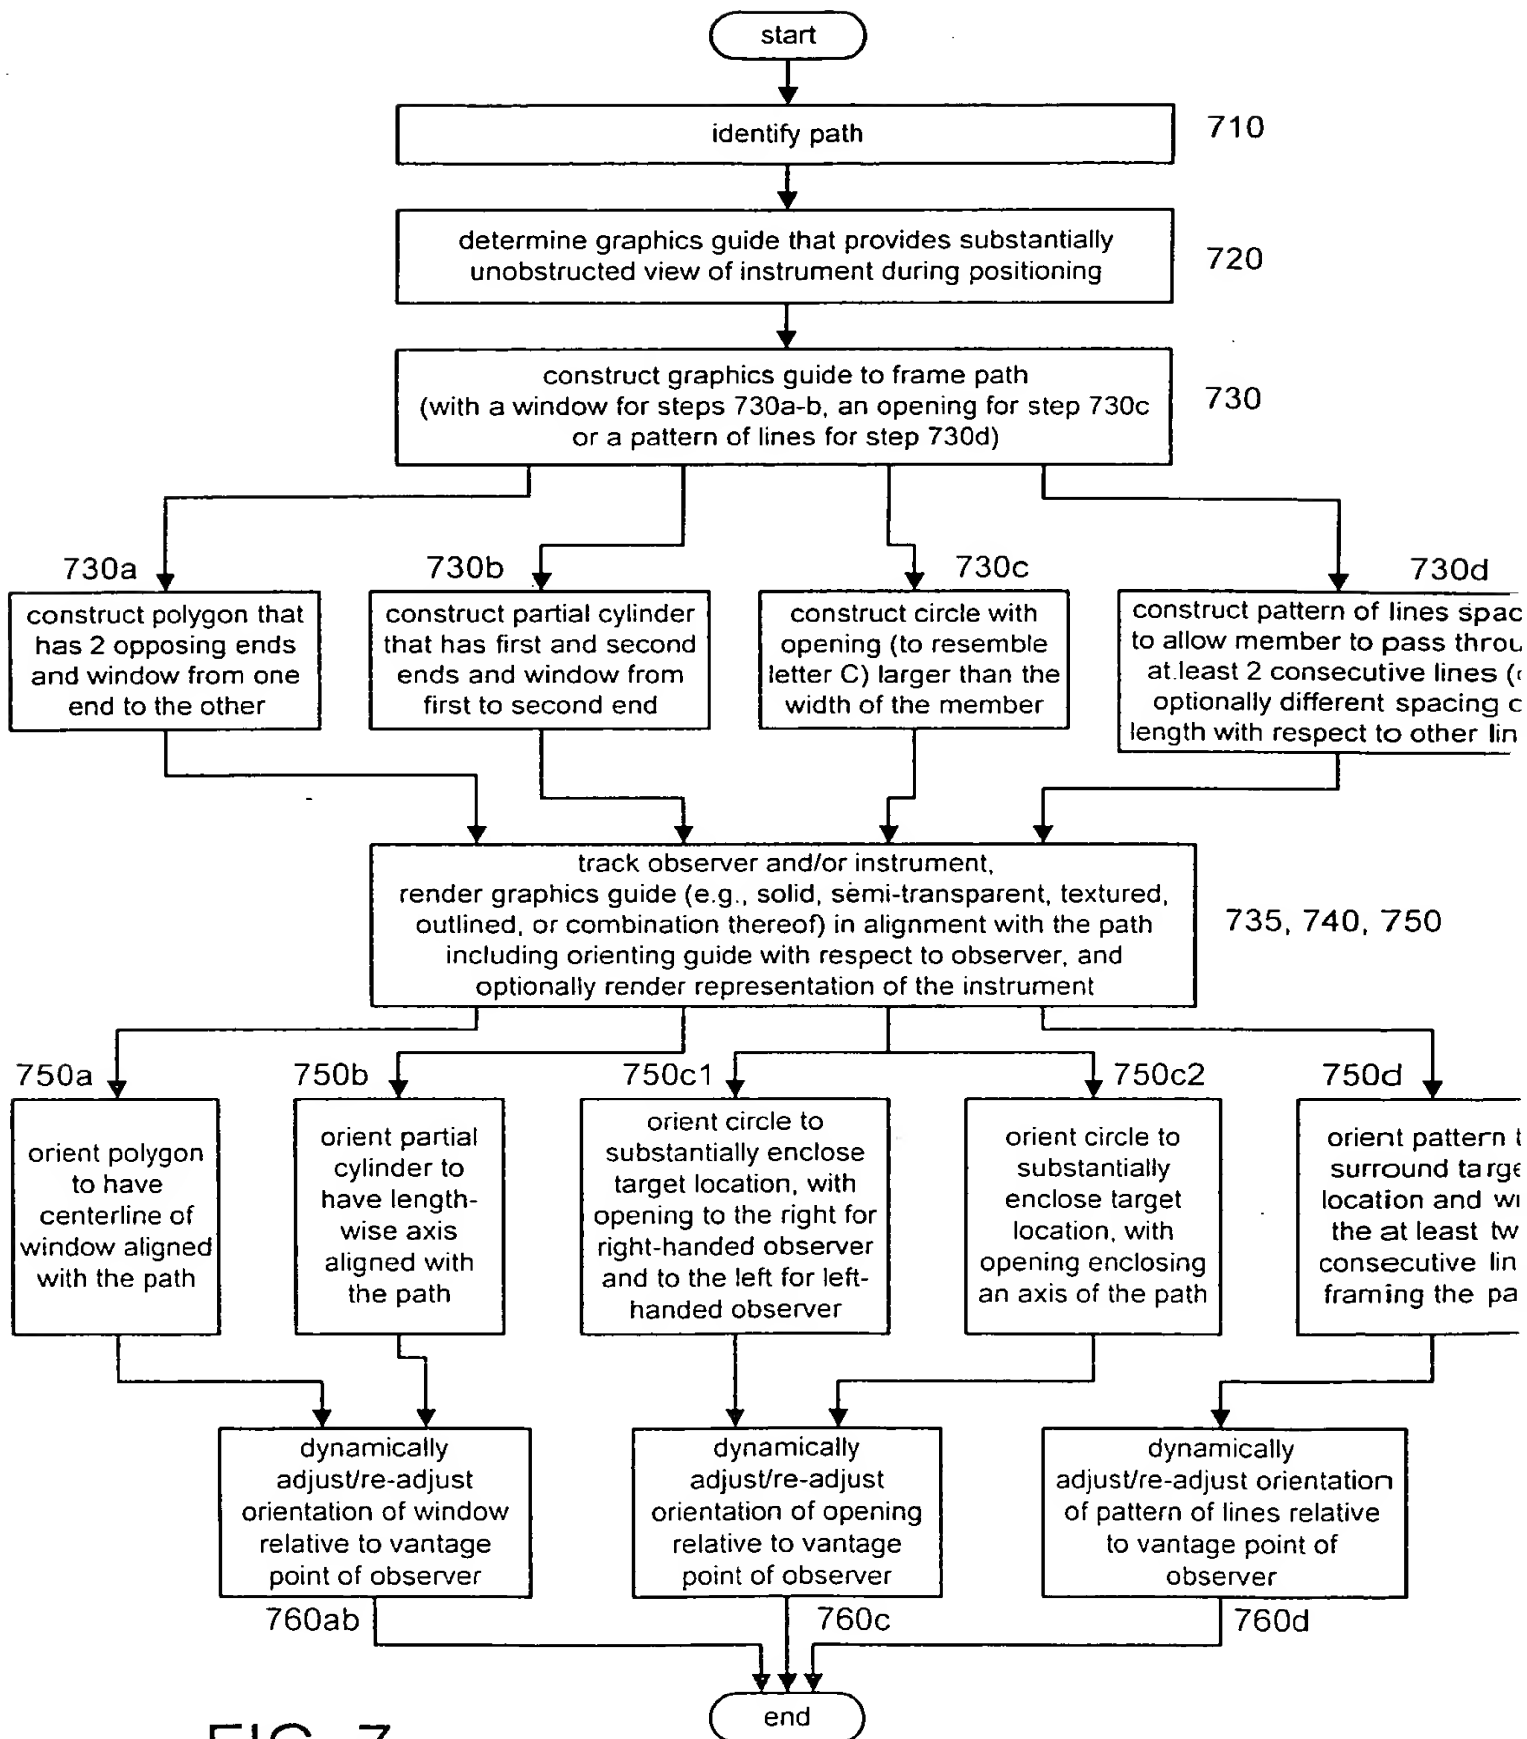 start
identify path
710
determine graphics guide that provides substantially
unobstructed view of instrument during positioning
720
construct graphics guide to frame path
(with a window for steps 730a-b, an opening for step 730c
or a pattern of lines for step 730d)
730
730a
construct polygon that
has 2 opposing ends
and window from one
end to the other
730b
construct partial cylinder
that has first and second
ends and window from
first to second end
730c
construct circle with
opening (to resemble
letter C) larger than the
width of the member
730d
construct pattern of lines
to allow member to pass
at least 2 consecutive lines
optionally different spacing
length with respect to other
track observer and/or instrument,
render graphics guide (e.g., solid, semi-transparent, textured,
outlined, or combination thereof) in alignment with the path
including orienting guide with respect to observer, and
optionally render representation of the instrument
735, 740, 750
750a
orient polygon
to have
centerline of
window aligned
with the path
750b
orient partial
cylinder to
have length-
wise axis
aligned with
the path
750c1
orient circle to
substantially enclose
target location, with
opening to the right for
right-handed observer
and to the left for left-
handed observer
750c2
orient circle to
substantially
enclose target
location, with
opening enclosing
an axis of the path
750d
orient pattern
surround
location and
the at least
consecutive
framing the
dynamically
adjust/re-adjust
orientation of window
relative to vantage
point of observer
760ab
dynamically
adjust/re-adjust
orientation of opening
relative to vantage
point of observer
760c
dynamically
adjust/re-adjust orientation
of pattern of lines relative
to vantage point of
observer
760d
end
FIG. 7